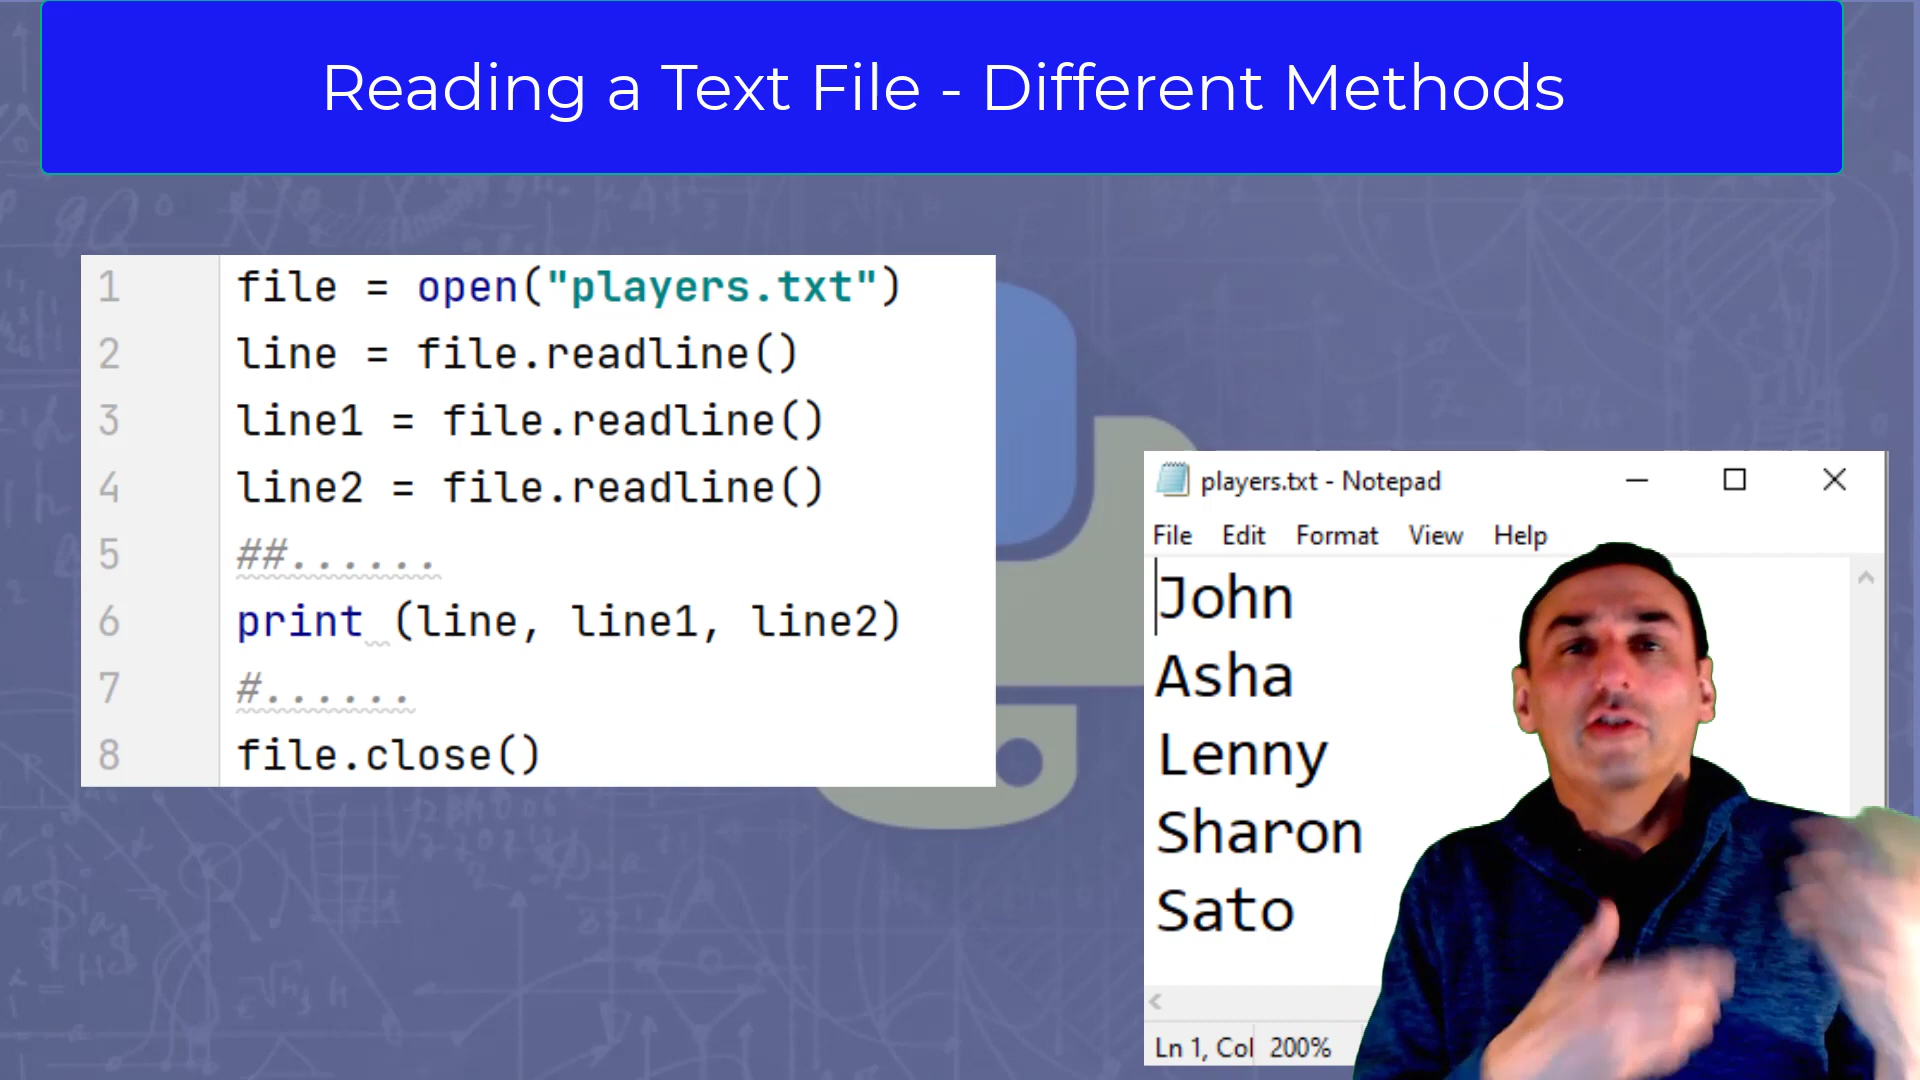 Reading a Text File - Different Methods
1 file = open("players.txt")
2 line = file.readline()
3 line1 = file.readline()
4 line2 = file.readline()
5 ##......
6 print (line, line1, line2)
7 #......
8 file.close()
players.txt - Notepad
File Edit Format View Help
John
Asha
Lenny
Sharon
Sato
Ln 1, Col 200%